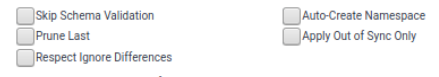 Skip Schema Validation
Auto-Create Namespace
Prune Last
Apply Out of Sync Only
Respect Ignore Differences